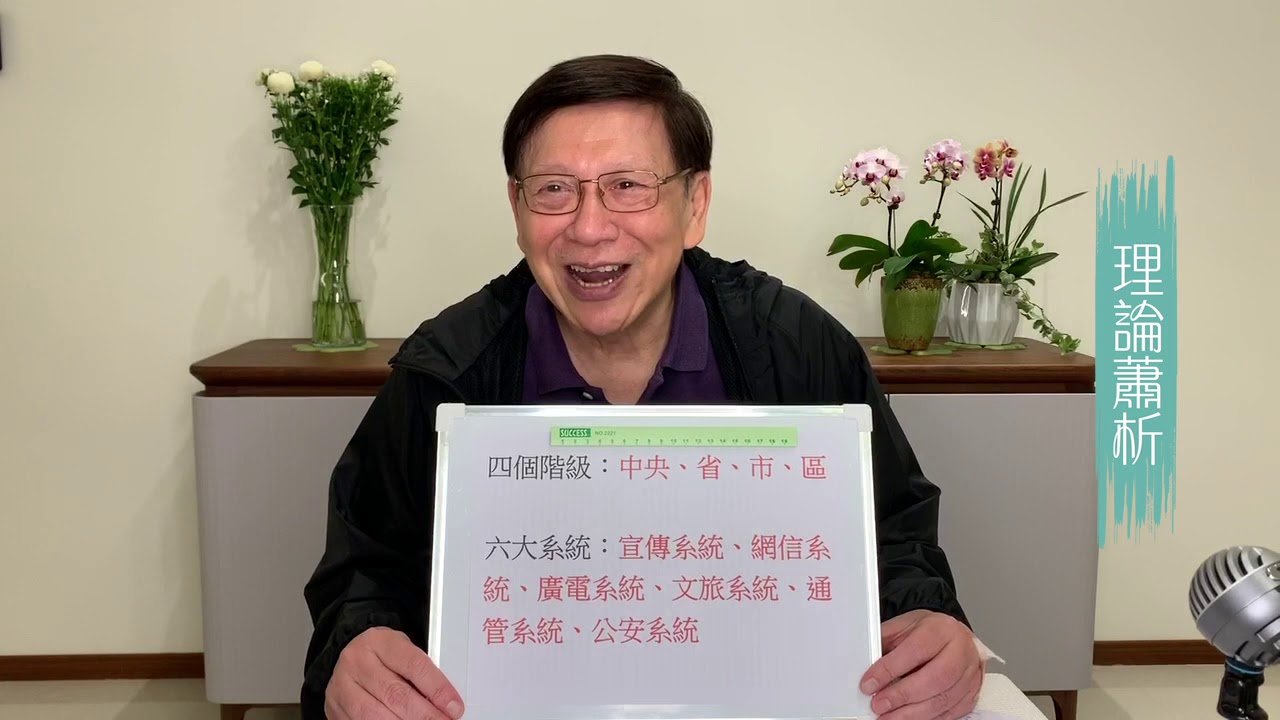 SUCCESS NO.2321
四個階級：中央、省、市、區
六大系統：宣傳系統、網信系
統、廣電系統、文旅系統、通
管系統、公安系統
理論蕭析